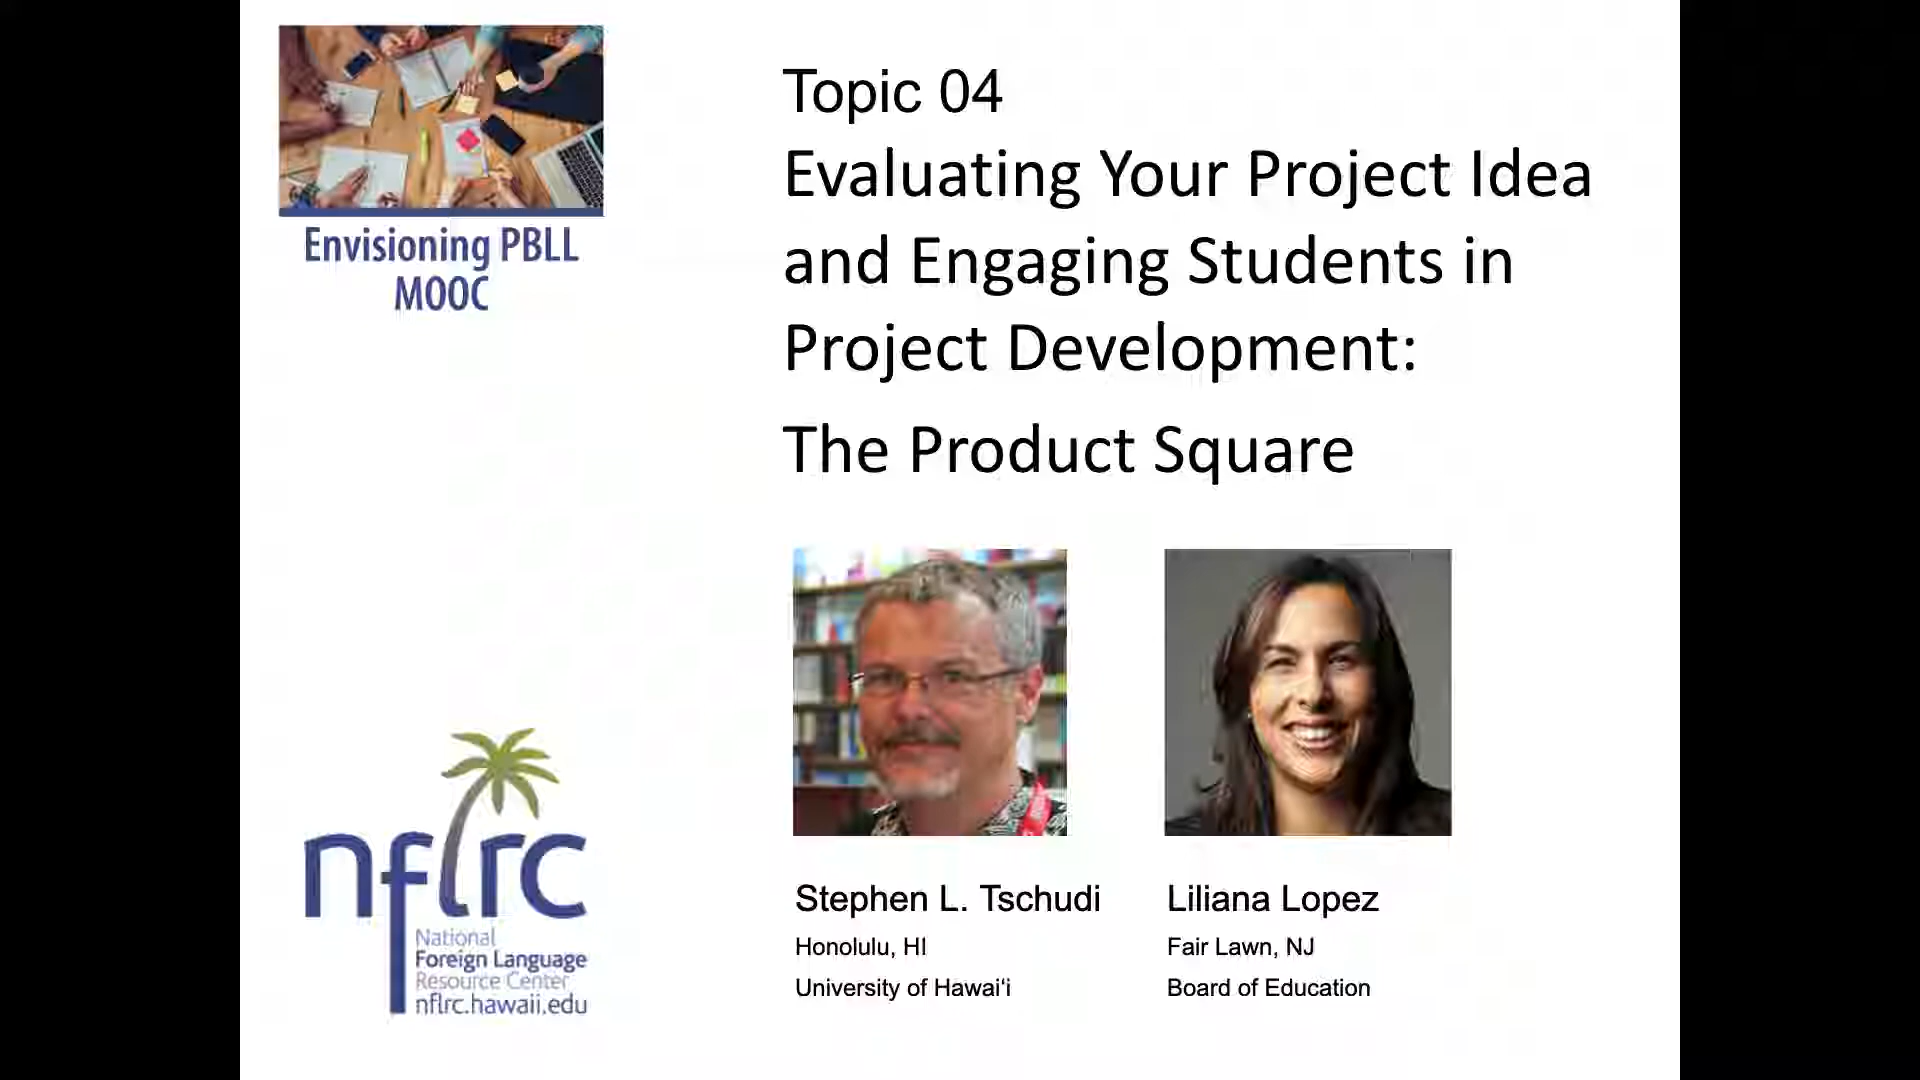 Envisioning PBLL
MOOC
Topic 04
Evaluating Your Project Idea
and Engaging Students in
Project Development:
The Product Square
nflrc
National
Foreign Language
Resource Center
nflrc.hawaii.edu
Stephen L. Tschudi
Honolulu, HI
University of Hawaiʻi
Liliana Lopez
Fair Lawn, NJ
Board of Education